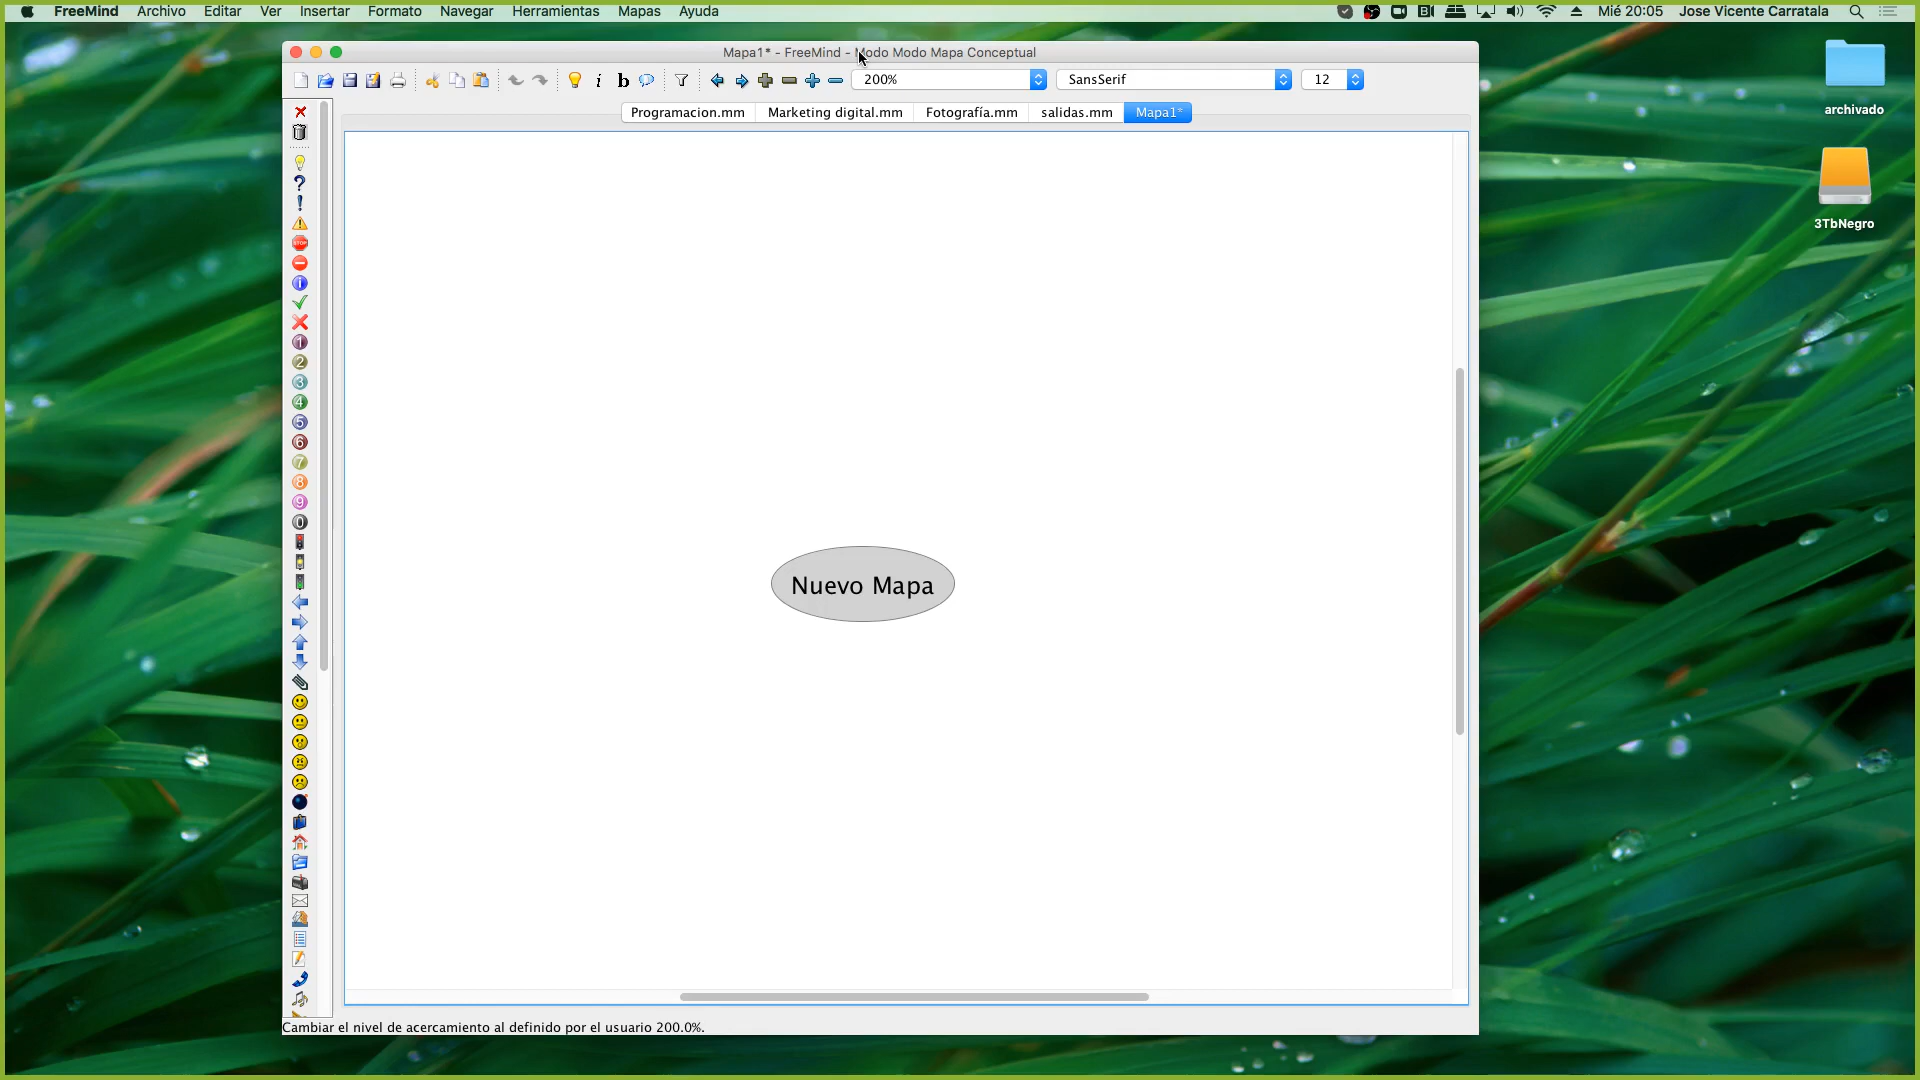 FreeMind Archivo Editar Ver Insertar Formato Navegar Herramientas Mapas Ayuda Mié 20:05 Jose Vicente Carratala
Mapa1* - FreeMind - Modo Modo Mapa Conceptual
200% SansSerif 12
Programacion.mm Marketing digital.mm Fotografía.mm salidas.mm Mapa1*
archivado
3TbNegro
Nuevo Mapa
Cambiar el nivel de acercamiento al definido por el usuario 200.0%.